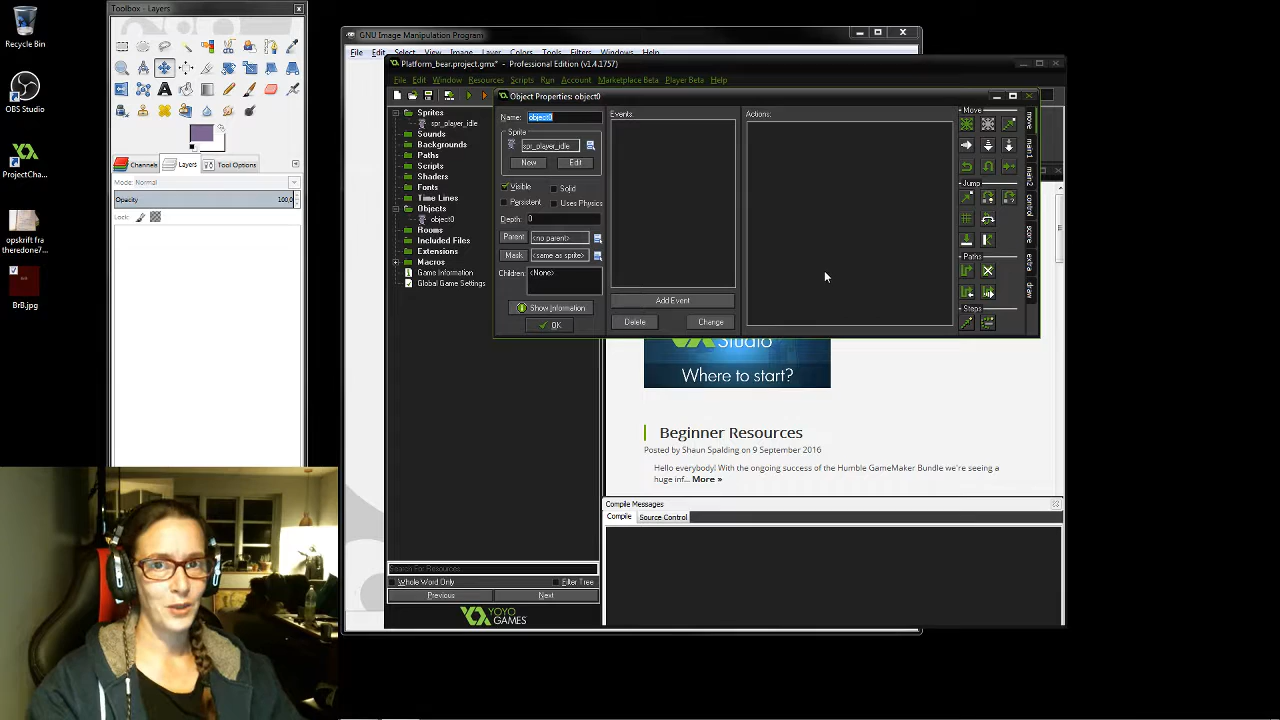 Recycle Bin
OBS Studio
ProjectCha...
opskrift fra
theredone7...
BrB.jpg
Toolbox - Layers
Channels
Layers
Tool Options
Mode: Normal
Opacity 100,0
Lock:
GNU Image Manipulation Program
File Edit Select View Image Layer Colors Tools Filters Windows Help
Platform_bear.project.gmx* - Professional Edition (v1.4.1757)
File Edit Window Resources Scripts Run Account Marketplace Beta Player Beta Help
Sprites
spr_player_idle
Sounds
Backgrounds
Paths
Scripts
Shaders
Fonts
Time Lines
Objects
object0
Rooms
Included Files
Extensions
Macros
Game Information
Global Game Settings
Search For Resources
Whole Word Only
Filter Tree
Previous
Next
YOYO
GAMES
Object Properties: object0
Name: object0
Sprite
spr_player_idle
New
Edit
Visible
Solid
Persistent
Uses Physics
Depth: 0
Parent <no parent>
Mask <same as sprite>
Children: <None>
Show Information
OK
Events:
Add Event
Delete
Change
Actions:
Move
Jump
Paths
Steps
move
main1
main2
control
score
extra
draw
Studio
Where to start?
Beginner Resources
Posted by Shaun Spalding on 9 September 2016
Hello everybody! With the ongoing success of the Humble GameMaker Bundle we're seeing a
huge inf... More »
Compile Messages
Compile
Source Control